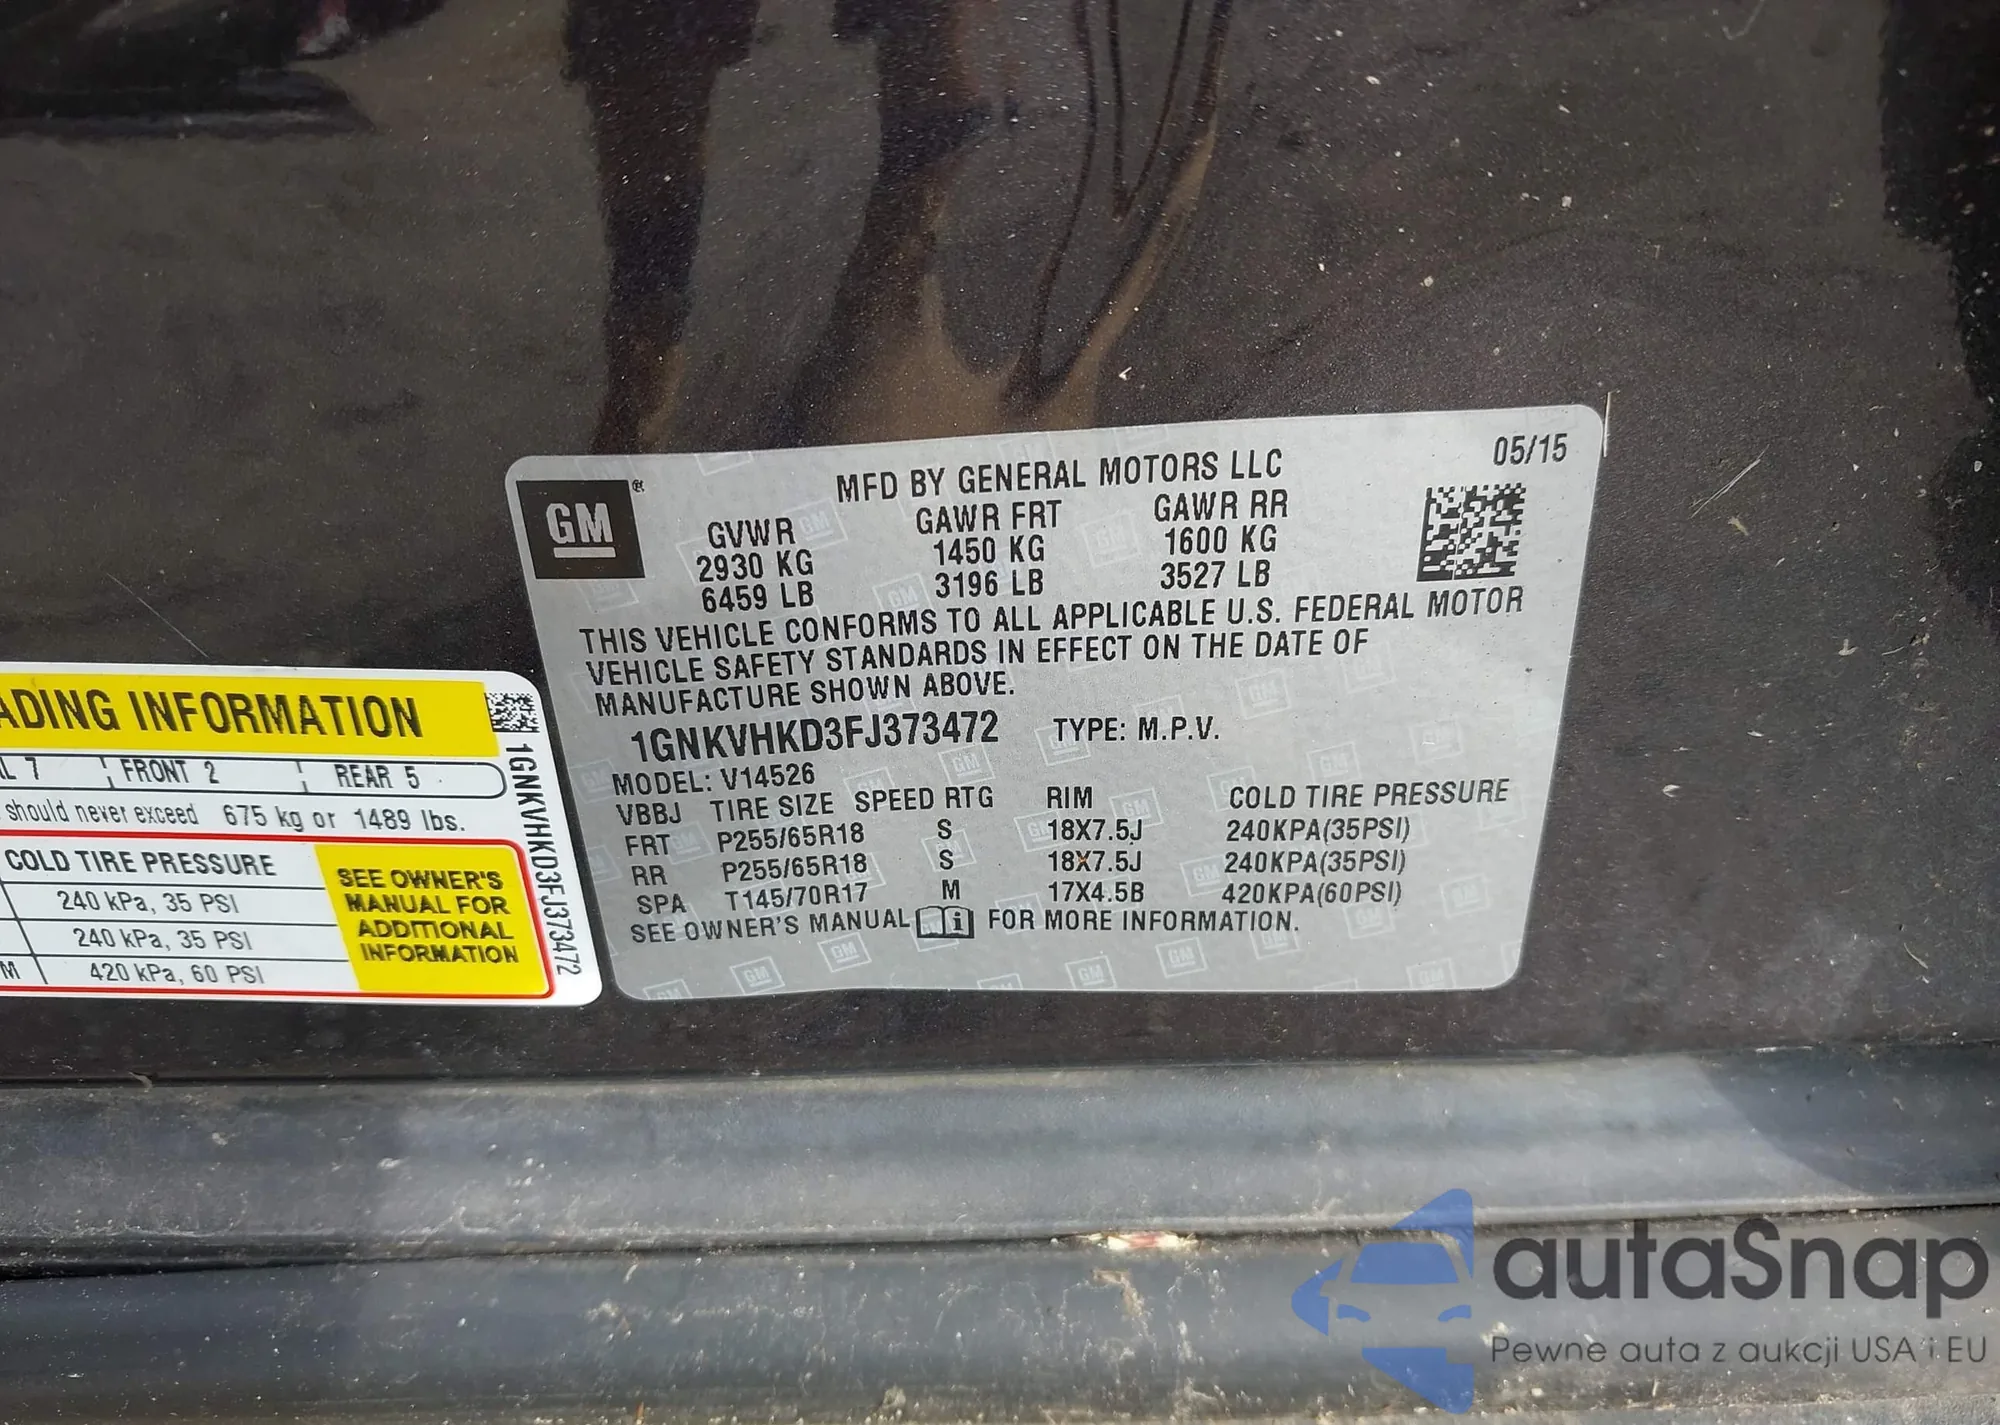 05/15
MFD BY GENERAL MOTORS LLC
GM
GVWR GAWR FRT GAWR RR
2930 KG 1450 KG 1600 KG
6459 LB 3196 LB 3527 LB
THIS VEHICLE CONFORMS TO ALL APPLICABLE U.S. FEDERAL MOTOR
VEHICLE SAFETY STANDARDS IN EFFECT ON THE DATE OF
MANUFACTURE SHOWN ABOVE.
1GNKVHKD3FJ373472 TYPE: M.P.V.
MODEL: V14526
VBBJ TIRE SIZE SPEED RTG RIM COLD TIRE PRESSURE
FRT P255/65R18 S 18X7.5J 240KPA(35PSI)
RR P255/65R18 S 18X7.5J 240KPA(35PSI)
SPA T145/70R17 M 17X4.5B 420KPA(60PSI)
SEE OWNER'S MANUAL i FOR MORE INFORMATION.
ADING INFORMATION
L 7 FRONT 2 REAR 5
should never exceed 675 kg or 1489 lbs.
COLD TIRE PRESSURE
240 kPa, 35 PSI
240 kPa, 35 PSI
M 420 kPa, 60 PSI
SEE OWNER'S
MANUAL FOR
ADDITIONAL
INFORMATION
1GNKVHKD3FJ373472
autaSnap
Pewne auta z aukcji USA i EU